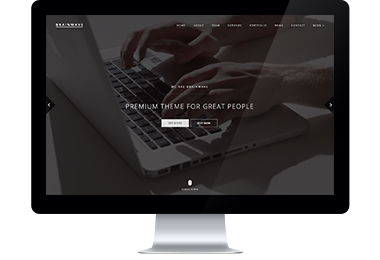 BRAINWAVE
HOME ABOUT TEAM SERVICES PORTFOLIO NEWS CONTACT BLOG
WE ARE BRAINWAVE
PREMIUM THEME FOR GREAT PEOPLE
SEE MORE BUY NOW